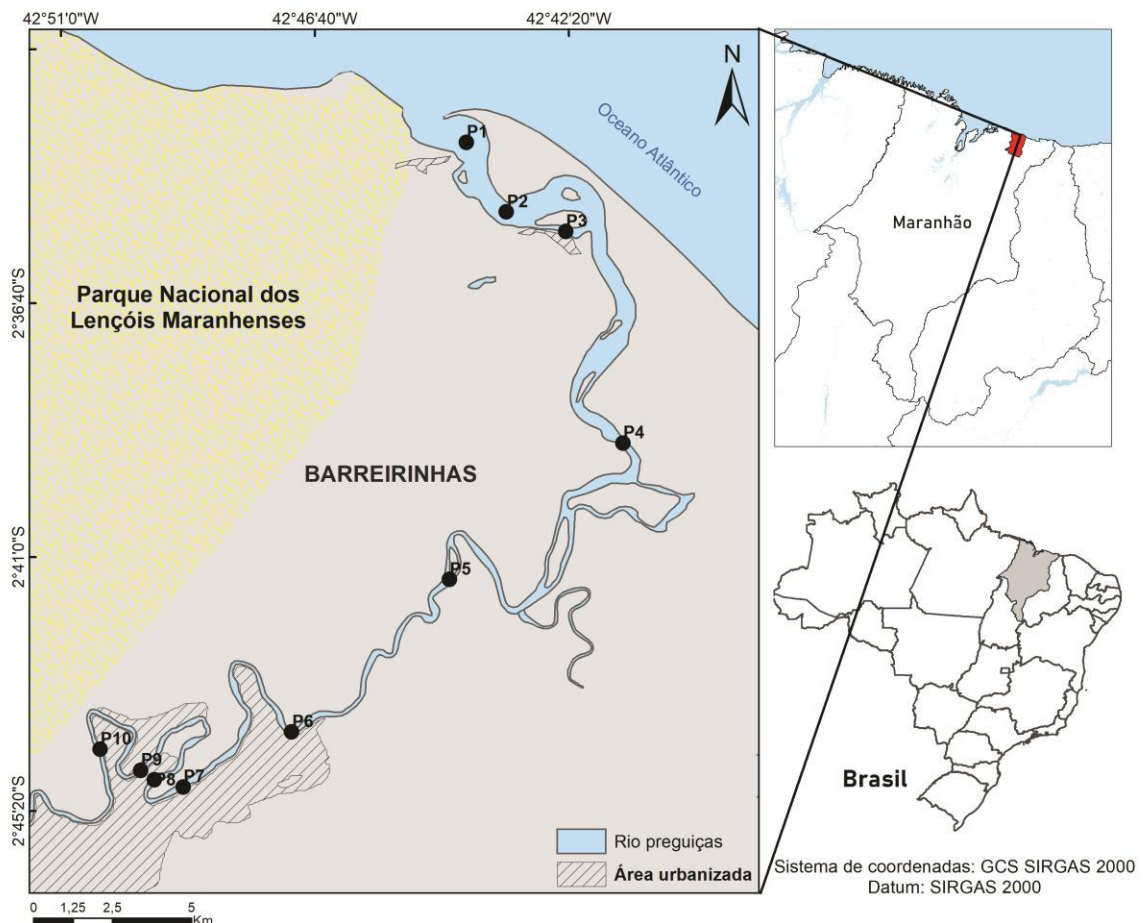 42°51'0"W
42°46'40"W
42°42'20"W
N
Oceano Atlântico
P1
P2
P3
2°36'40"S
Parque Nacional dos
Lençóis Maranhenses
P4
BARREIRINHAS
2°41'0"S
P5
P6
P10
P9
P8
P7
2°45'20"S
Rio preguiças
Área urbanizada
0 1,25 2,5 5
Km
Maranhão
Brasil
Sistema de coordenadas: GCS SIRGAS 2000
Datum: SIRGAS 2000